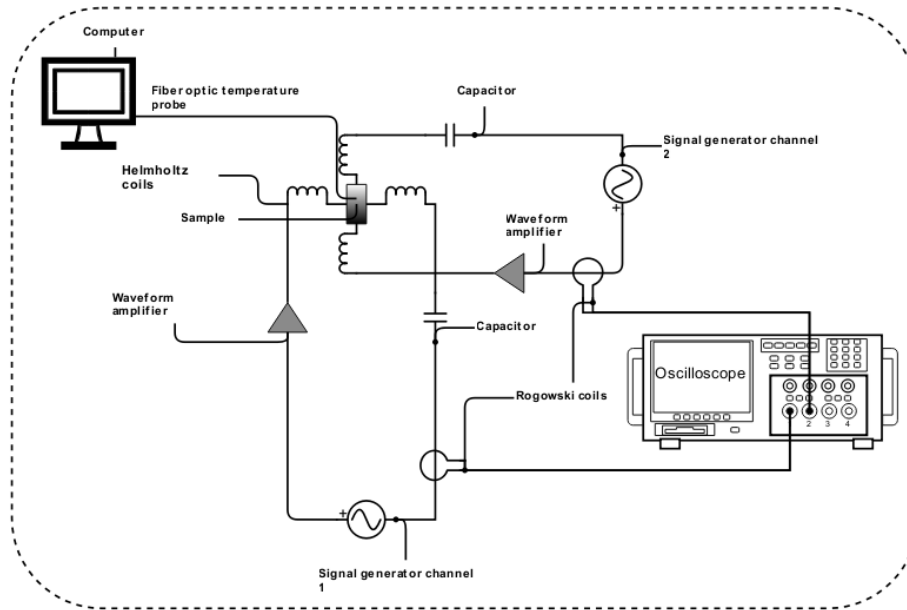 Computer
Fiber optic temperature
probe
Capacitor
Signal generator channel
2
Helmholtz
coils
Sample
Waveform
amplifier
+
Waveform
amplifier
Capacitor
Oscilloscope
Rogowski coils
2 3 4
+
Signal generator channel
1